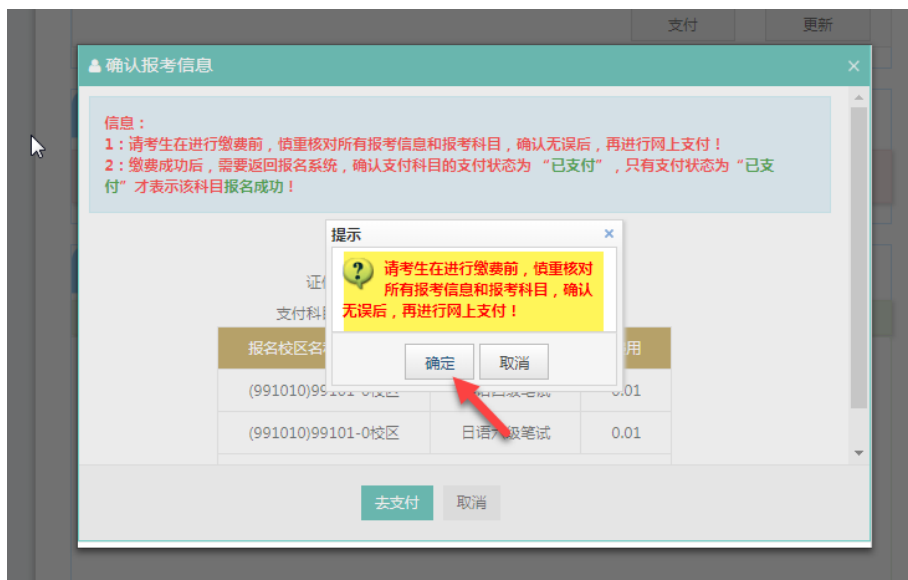 支付 更新
确认报考信息 ×
信息：
1：请考生在进行缴费前，慎重核对所有报考信息和报考科目，确认无误后，再进行网上支付！
2：缴费成功后，需要返回报名系统，确认支付科目的支付状态为 “已支付” ，只有支付状态为“已支
付” 才表示该科目报名成功！
提示 ×
请考生在进行缴费前，慎重核对
所有报考信息和报考科目，确认
无误后，再进行网上支付！
确定 取消
支付科
报名校区名 用
(991010)99101-0校区 0.01
(991010)99101-0校区 日语六级笔试 0.01
去支付 取消